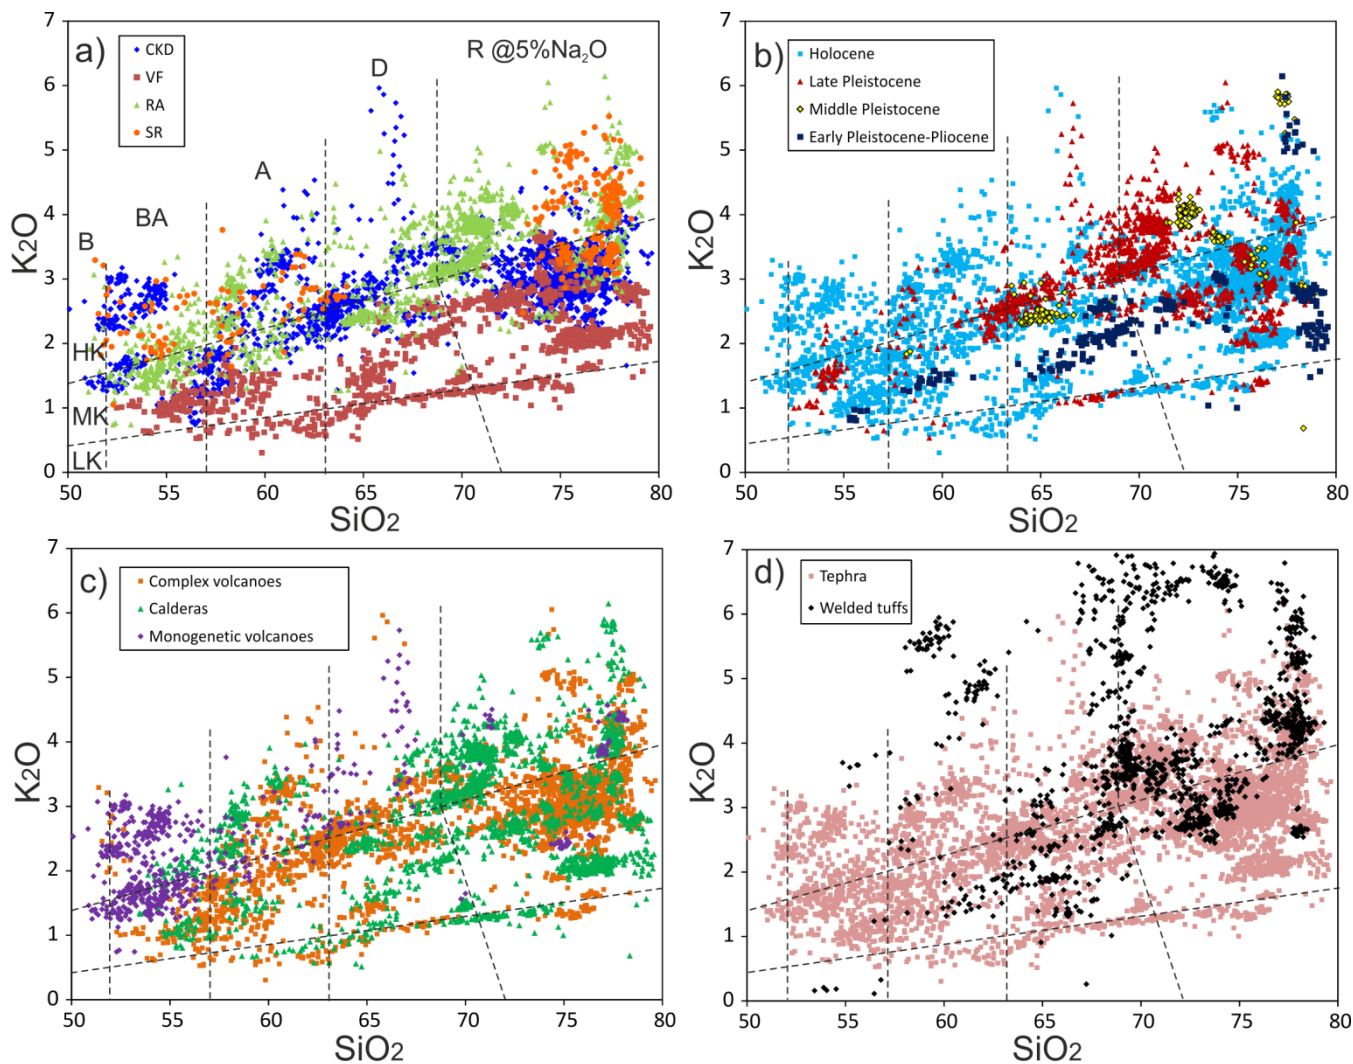 a)
CKD
VF
RA
SR
R @5%Na2O
D
A
BA
B
HK
MK
LK
7
6
5
4
3
2
1
0
50 55 60 65 70 75 80
K2O
SiO2
b)
Holocene
Late Pleistocene
Middle Pleistocene
Early Pleistocene-Pliocene
7
6
5
4
3
2
1
0
50 55 60 65 70 75 80
K2O
SiO2
c)
Complex volcanoes
Calderas
Monogenetic volcanoes
7
6
5
4
3
2
1
0
50 55 60 65 70 75 80
K2O
SiO2
d)
Tephra
Welded tuffs
7
6
5
4
3
2
1
0
50 55 60 65 70 75 80
K2O
SiO2